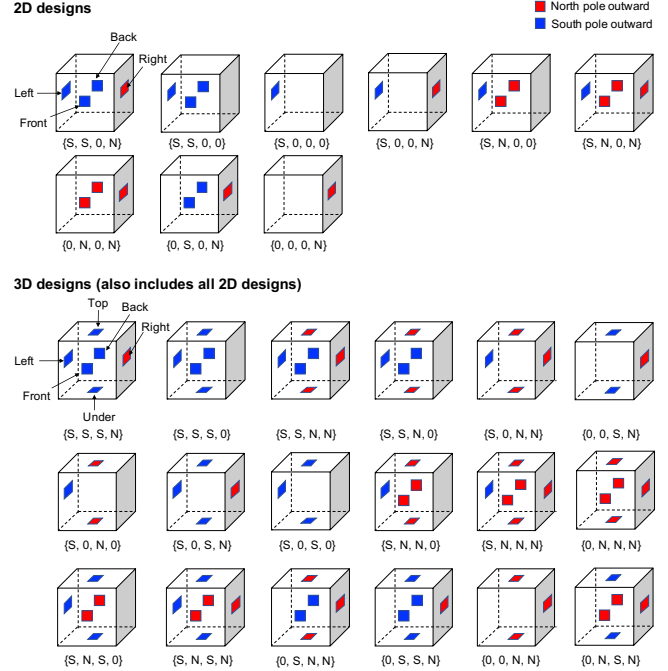 2D designs
North pole outward
South pole outward
Back
Right
Left
Front
{S, S, 0, N}
{S, S, 0, 0}
{S, 0, 0, 0}
{S, 0, 0, N}
{S, N, 0, 0}
{S, N, 0, N}
{0, N, 0, N}
{0, S, 0, N}
{0, 0, 0, N}
3D designs (also includes all 2D designs)
Top
Back
Right
Left
Front
Under
{S, S, S, N}
{S, S, S, 0}
{S, S, N, N}
{S, S, N, 0}
{S, 0, N, N}
{0, 0, S, N}
{S, 0, N, 0}
{S, 0, S, N}
{S, 0, S, 0}
{S, N, N, 0}
{S, N, N, N}
{0, N, N, N}
{S, N, S, 0}
{S, N, S, N}
{0, S, N, N}
{0, S, S, N}
{0, 0, N, N}
{0, N, S, N}